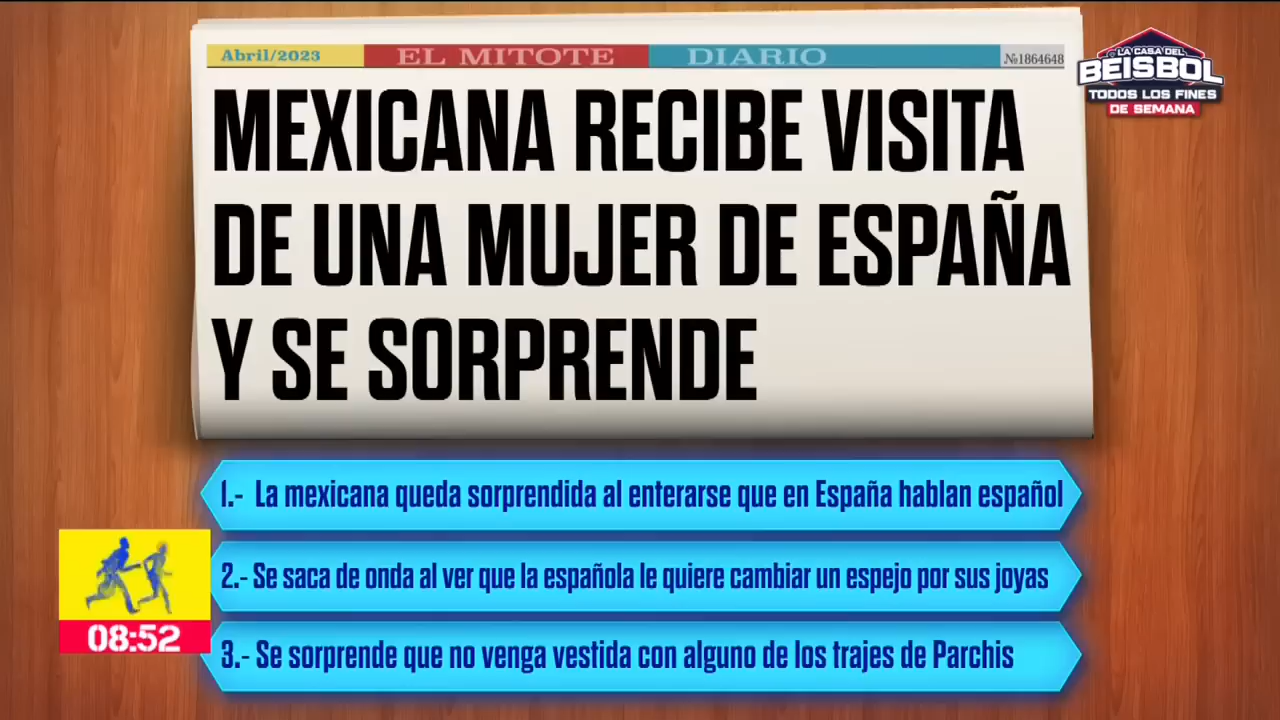 Abril/2023 EL MITOTE DIARIO №1864648
LA CASA DEL
BEISBOL
TODOS LOS FINES
DE SEMANA
MEXICANA RECIBE VISITA
DE UNA MUJER DE ESPAÑA
Y SE SORPRENDE
1.- La mexicana queda sorprendida al enterarse que en España hablan español
2.- Se saca de onda al ver que la española le quiere cambiar un espejo por sus joyas
3.- Se sorprende que no venga vestida con alguno de los trajes de Parchis
08:52